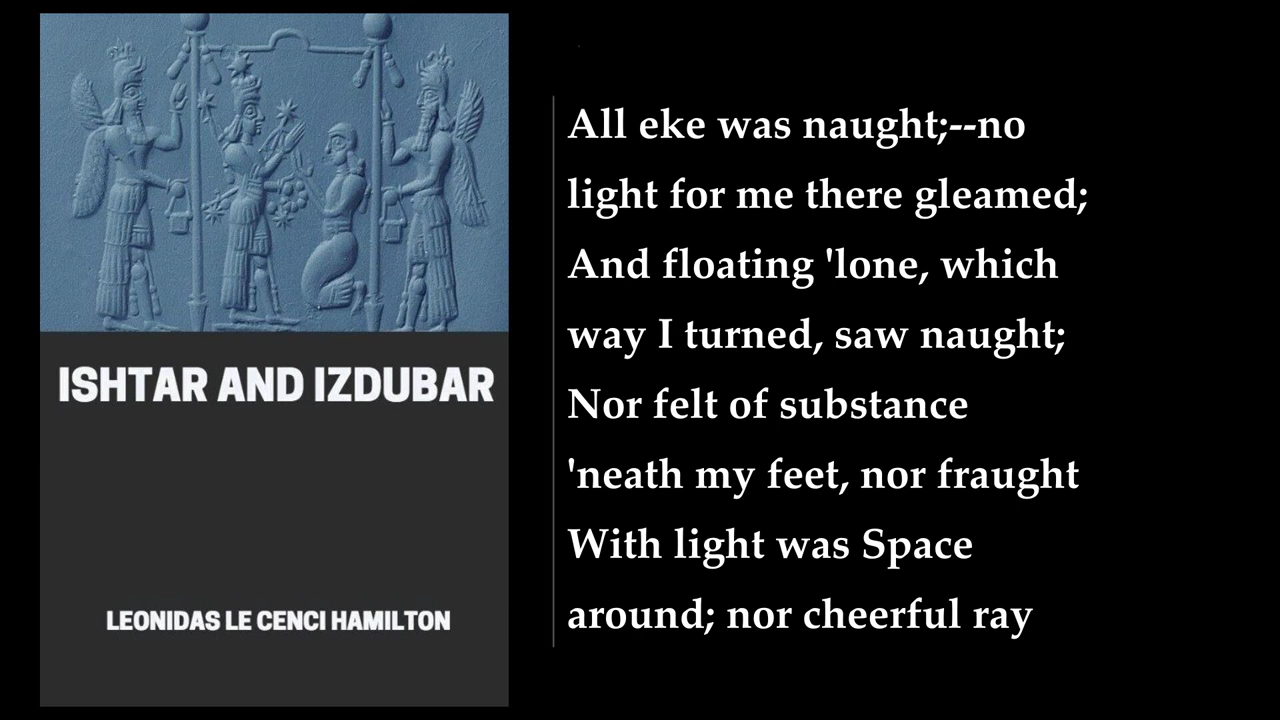 ISHTAR AND IZDUBAR
LEONIDAS LE CENCI HAMILTON
All eke was naught;--no
light for me there gleamed;
And floating 'lone, which
way I turned, saw naught;
Nor felt of substance
'neath my feet, nor fraught
With light was Space
around; nor cheerful ray